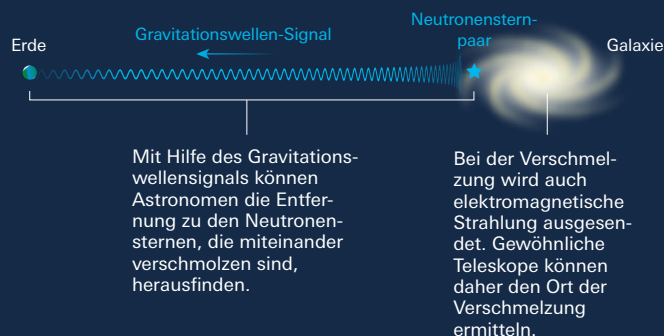 Erde
Gravitationswellen-Signal
Neutronenstern-
paar
Galaxie
Mit Hilfe des Gravitations-
wellensignals können
Astronomen die Entfer-
nung zu den Neutronen-
sternen, die miteinander
verschmolzen sind,
herausfinden.
Bei der Verschmel-
zung wird auch
elektromagnetische
Strahlung ausgesen-
det. Gewöhnliche
Teleskope können
daher den Ort der
Verschmelzung
ermitteln.